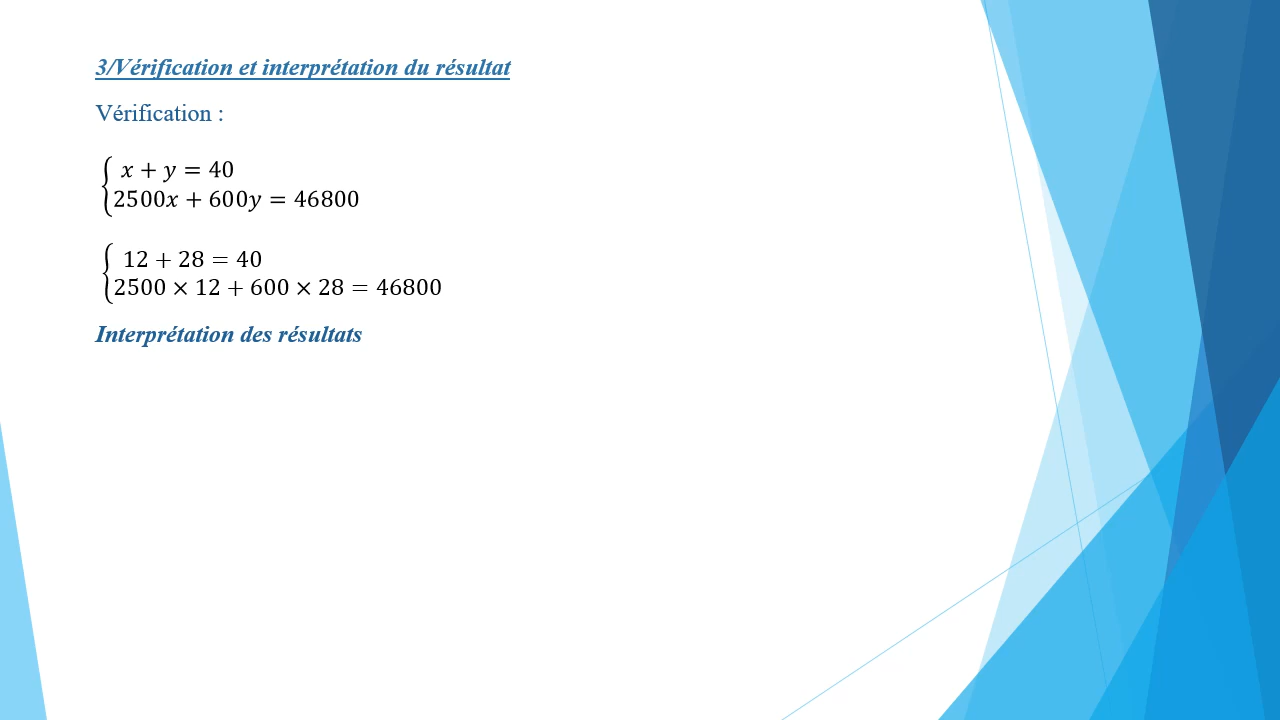 3/Vérification et interprétation du résultat
Vérification :
x + y = 40
2500x + 600y = 46800
12 + 28 = 40
2500 × 12 + 600 × 28 = 46800
Interprétation des résultats